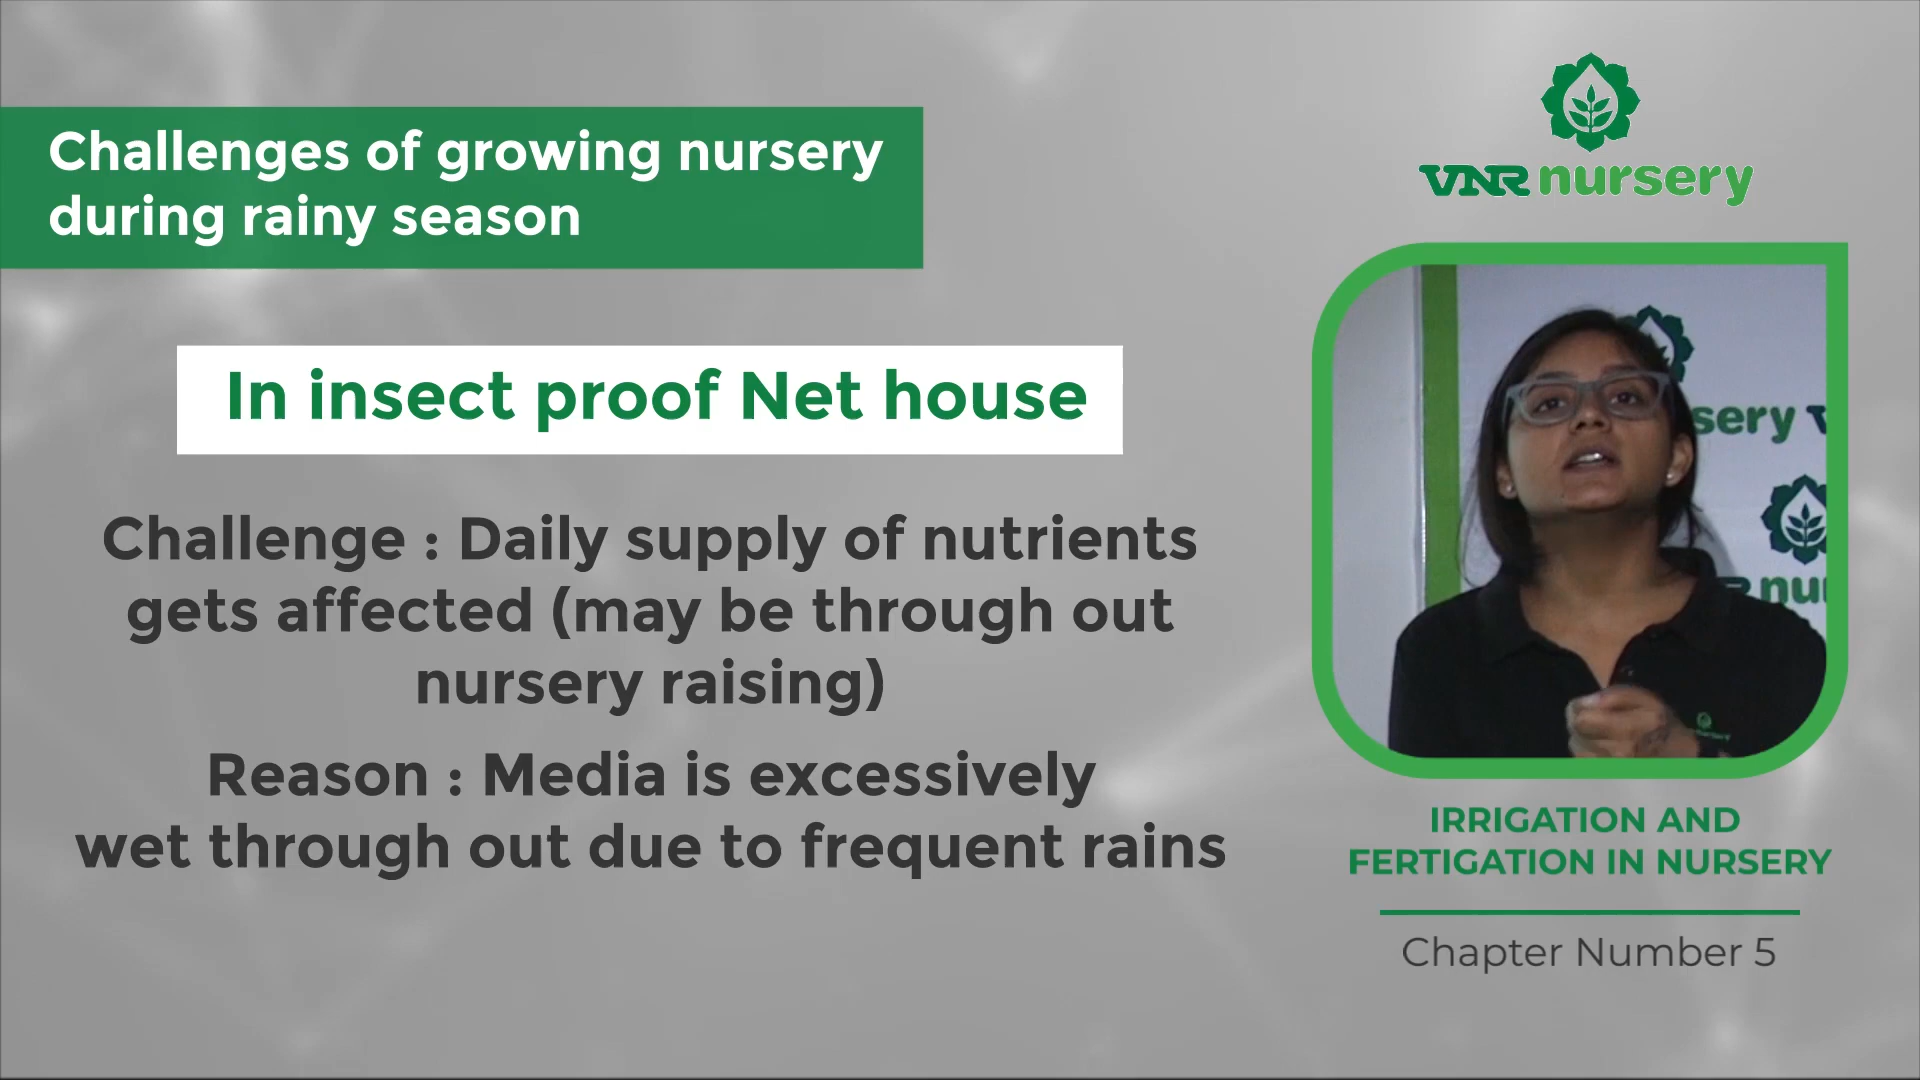 Challenges of growing nursery
during rainy season
VNR nursery
In insect proof Net house
Challenge : Daily supply of nutrients
gets affected (may be through out
nursery raising)
Reason : Media is excessively
wet through out due to frequent rains
IRRIGATION AND
FERTIGATION IN NURSERY
Chapter Number 5